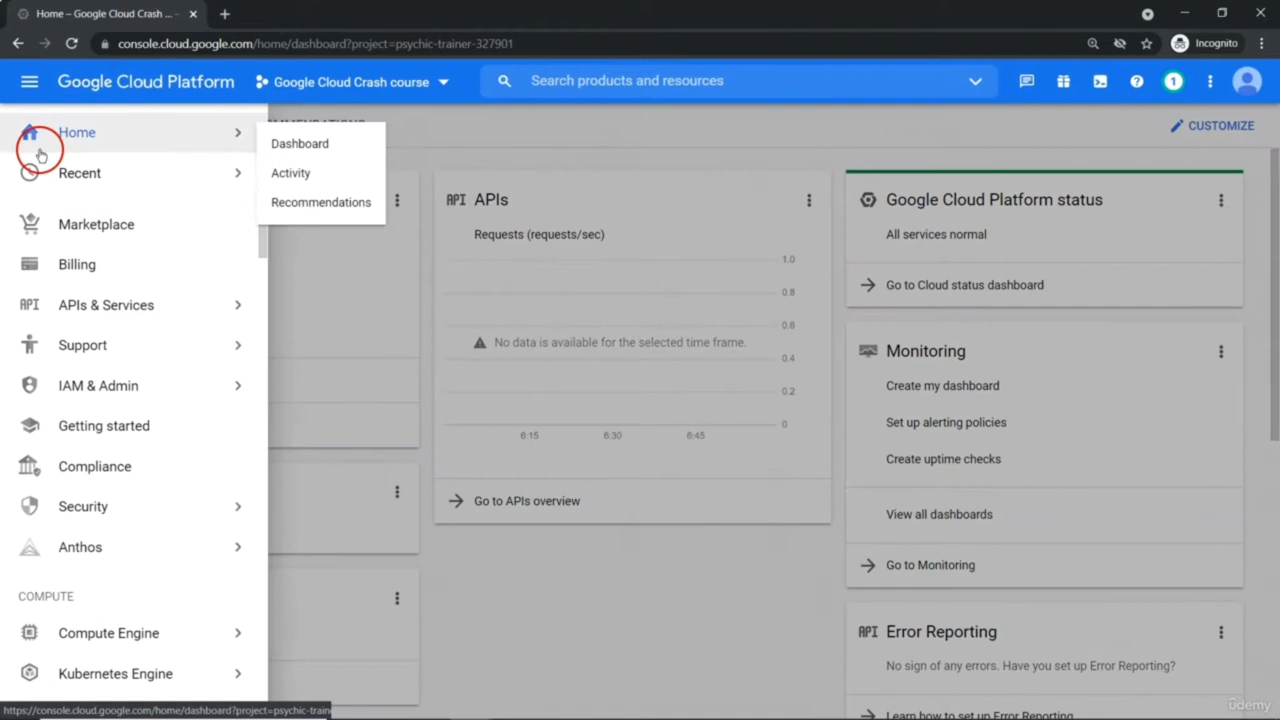 Home – Google Cloud Crash ... –
console.cloud.google.com/home/dashboard?project=psychic-trainer-327901
Incognito
Google Cloud Platform
Google Cloud Crash course
Search products and resources
1
Home
Recent
Marketplace
Billing
API
APIs & Services
Support
IAM & Admin
Getting started
Compliance
Security
Anthos
COMPUTE
Compute Engine
Kubernetes Engine
Dashboard
Activity
Recommendations
CUSTOMIZE
API APIs
Requests (requests/sec)
1.0
0.8
0.6
No data is available for the selected time frame.
0.4
0.2
0
6:15 6:30 6:45
Go to APIs overview
Google Cloud Platform status
All services normal
Go to Cloud status dashboard
Monitoring
Create my dashboard
Set up alerting policies
Create uptime checks
View all dashboards
Go to Monitoring
API Error Reporting
No sign of any errors. Have you set up Error Reporting?
Learn how to set up Error Reporting
https://console.cloud.google.com/home/dashboard?project=psychic-train
ûdemy